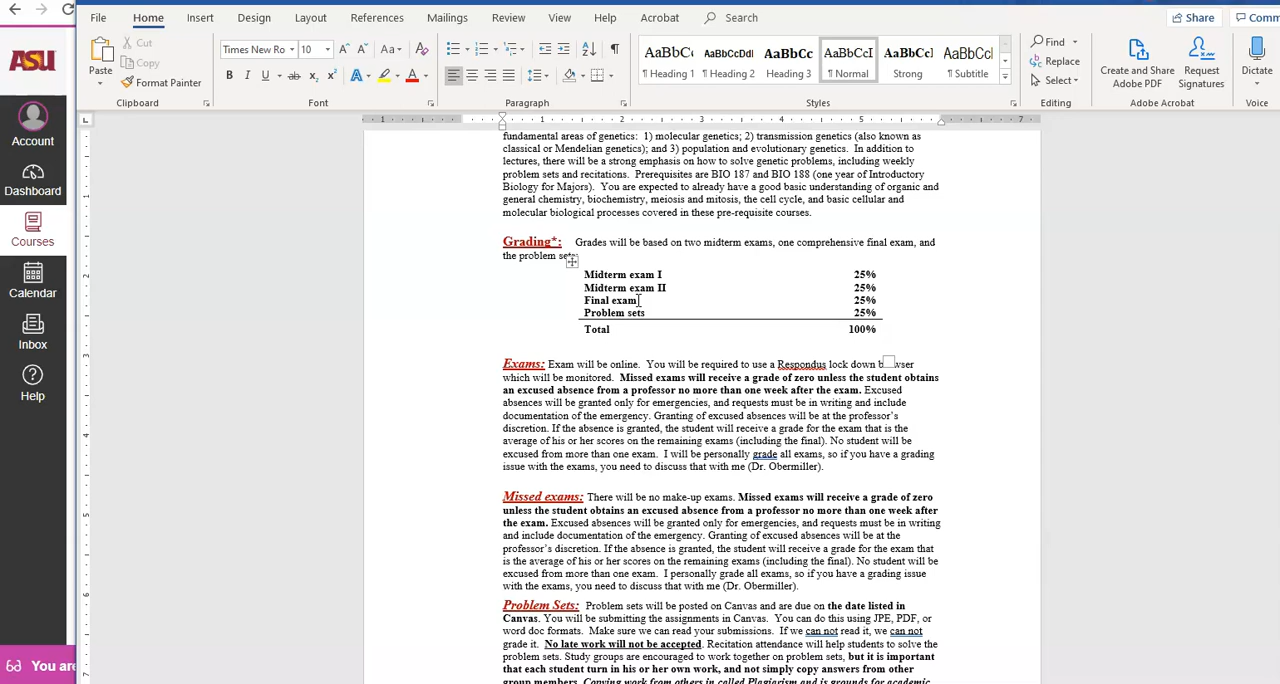 File Home Insert Design Layout References Mailings Review View Help Acrobat Search Share Comm
ASU
Account
Dashboard
Courses
Calendar
Inbox
Help
You are
Paste
Cut
Copy
Format Painter
Clipboard
Times New Ro 10
Font
Paragraph
AaBbCc AaBbCcDd AaBbCc AaBbCcI AaBbCcI AaBbCcD
¶ Heading 1 ¶ Heading 2 Heading 3 ¶ Normal Strong ¶ Subtitle
Styles
Find
Replace
Select
Editing
Create and Share Adobe PDF
Request Signatures
Adobe Acrobat
Dictate
Voice
1 1 2 3 4 5 7
fundamental areas of genetics: 1) molecular genetics; 2) transmission genetics (also known as
classical or Mendelian genetics); and 3) population and evolutionary genetics. In addition to
lectures, there will be a strong emphasis on how to solve genetic problems, including weekly
problem sets and recitations. Prerequisites are BIO 187 and BIO 188 (one year of Introductory
Biology for Majors). You are expected to already have a good basic understanding of organic and
general chemistry, biochemistry, meiosis and mitosis, the cell cycle, and basic cellular and
molecular biological processes covered in these pre-requisite courses.
Grading*: Grades will be based on two midterm exams, one comprehensive final exam, and
the problem sets:
Midterm exam I 25%
Midterm exam II 25%
Final exam 25%
Problem sets 25%
Total 100%
Exams: Exam will be online. You will be required to use a Respondus lock down browser
which will be monitored. Missed exams will receive a grade of zero unless the student obtains
an excused absence from a professor no more than one week after the exam. Excused
absences will be granted only for emergencies, and requests must be in writing and include
documentation of the emergency. Granting of excused absences will be at the professor's
discretion. If the absence is granted, the student will receive a grade for the exam that is the
average of his or her scores on the remaining exams (including the final). No student will be
excused from more than one exam. I will be personally grade all exams, so if you have a grading
issue with the exams, you need to discuss that with me (Dr. Obermiller).
Missed exams: There will be no make-up exams. Missed exams will receive a grade of zero
unless the student obtains an excused absence from a professor no more than one week after
the exam. Excused absences will be granted only for emergencies, and requests must be in writing
and include documentation of the emergency. Granting of excused absences will be at the
professor's discretion. If the absence is granted, the student will receive a grade for the exam that
is the average of his or her scores on the remaining exams (including the final). No student will be
excused from more than one exam. I personally grade all exams, so if you have a grading issue
with the exams, you need to discuss that with me (Dr. Obermiller).
Problem Sets: Problem sets will be posted on Canvas and are due on the date listed in
Canvas. You will be submitting the assignments in Canvas. You can do this using JPE, PDF, or
word doc formats. Make sure we can read your submissions. If we can not read it, we can not
grade it. No late work will not be accepted. Recitation attendance will help students to solve the
problem sets. Study groups are encouraged to work together on problem sets, but it is important
that each student turn in his or her own work, and not simply copy answers from other
group members. Copying work from others in called Plagiarism and is grounds for academic